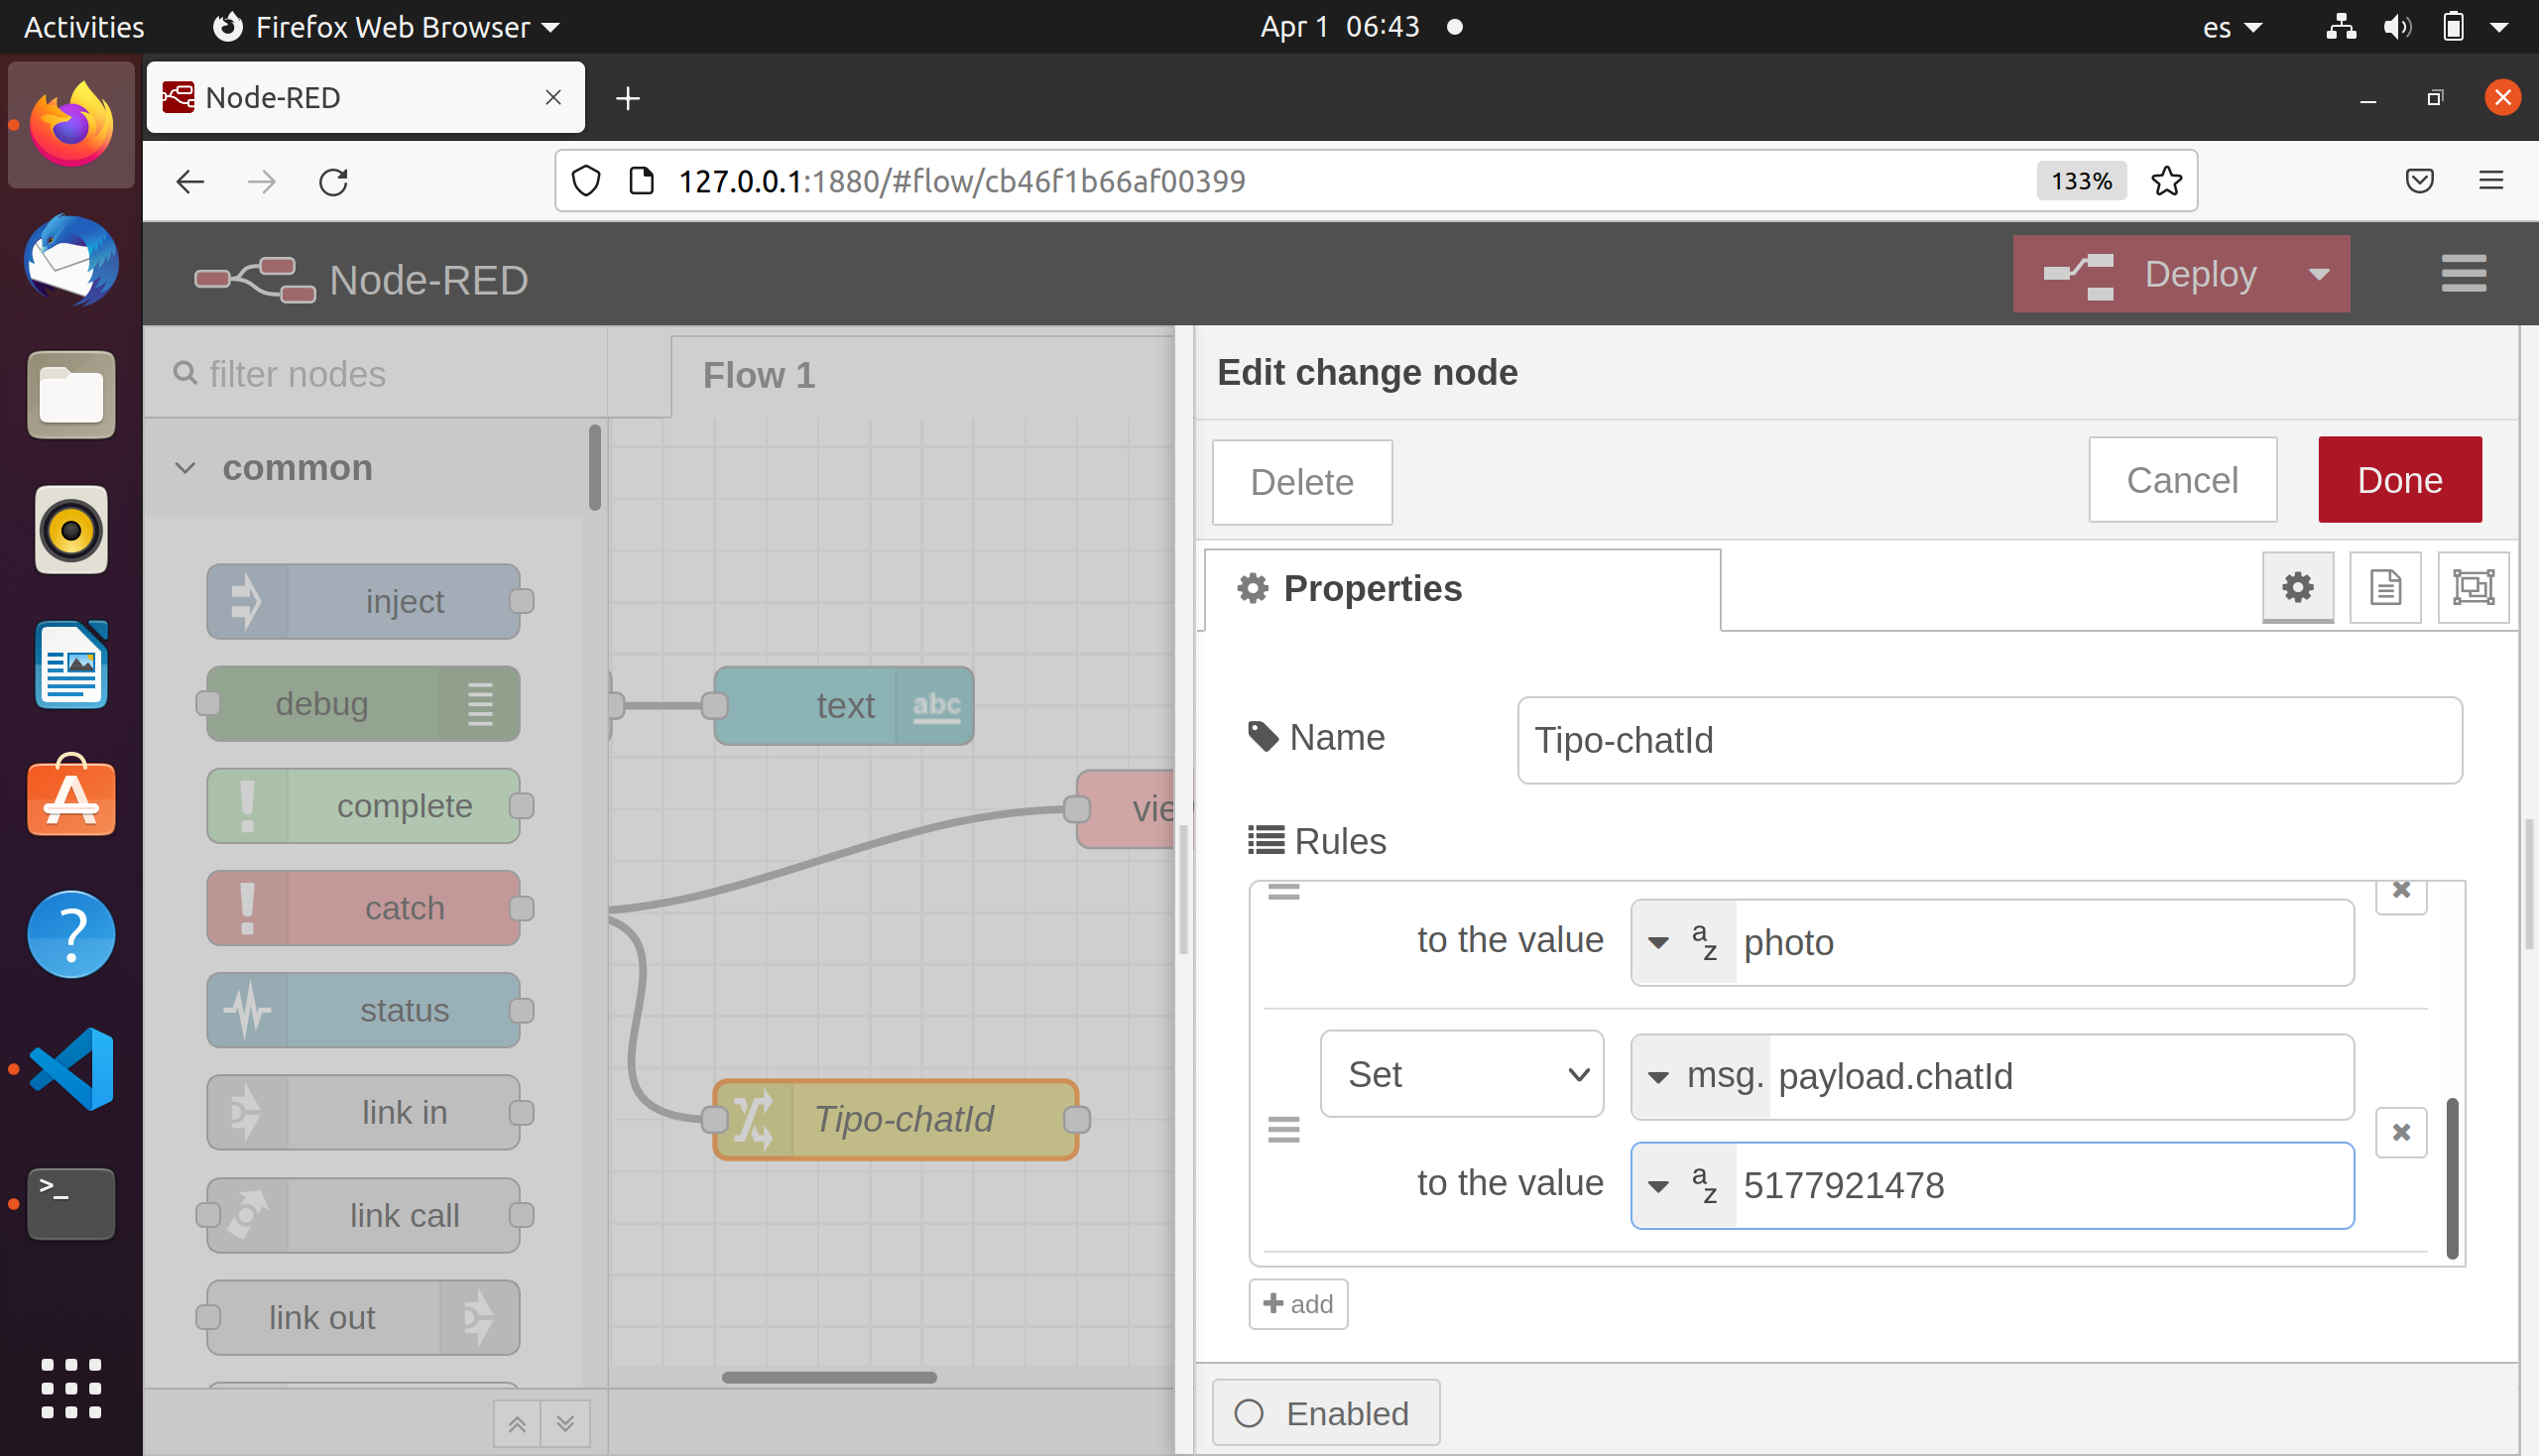 Activities
Firefox Web Browser
Apr 1 06:43
es
Node-RED
127.0.0.1:1880/#flow/cb46f1b66af00399
133%
Node-RED
Deploy
filter nodes
Flow 1
common
inject
debug
complete
catch
status
link in
link call
link out
text
abc
vie
Tipo-chatId
Edit change node
Delete
Cancel
Done
Properties
Name
Tipo-chatId
Rules
to the value
a
z
photo
Set
msg. payload.chatId
to the value
a
z
5177921478
add
Enabled